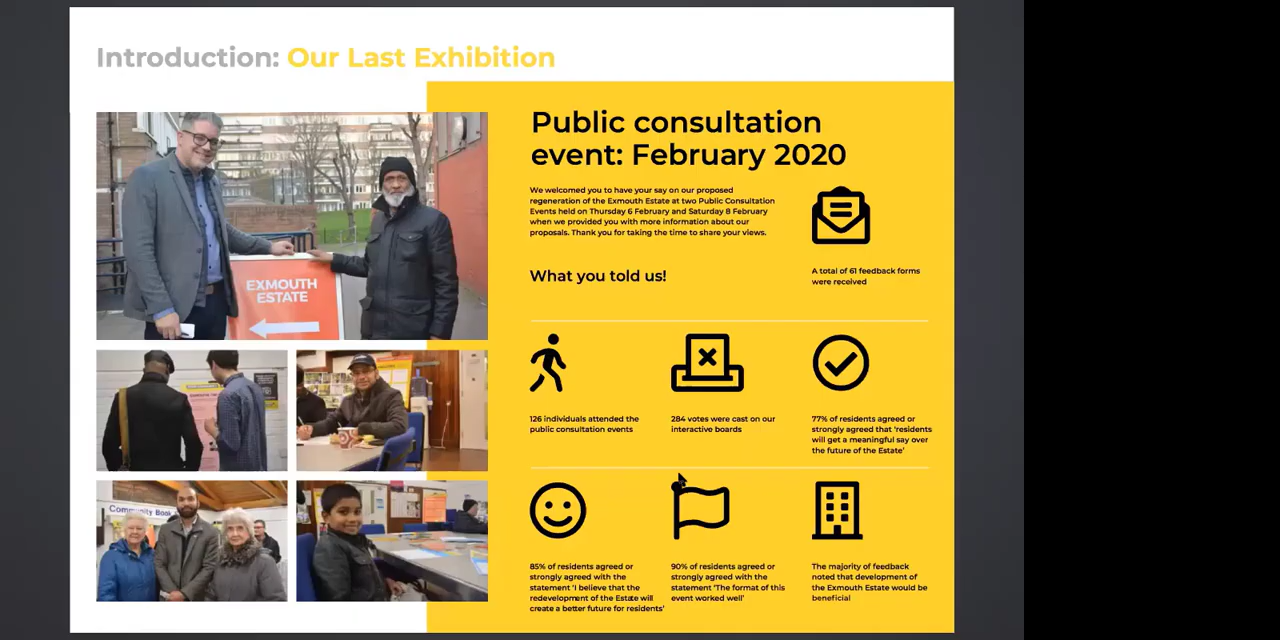 Introduction: Our Last Exhibition
Public consultation
event: February 2020
We welcomed you to have your say on our proposed
regeneration of the Exmouth Estate at two Public Consultation
Events held on Thursday 6 February and Saturday 8 February
when we provided you with more information about our
proposals. Thank you for taking the time to share your views.
What you told us!
A total of 61 feedback forms
were received
126 individuals attended the
public consultation events
284 votes were cast on our
interactive boards
77% of residents agreed or
strongly agreed that ‘residents
will get a meaningful say over
the future of the Estate’
85% of residents agreed or
strongly agreed with the
statement ‘I believe that the
redevelopment of the Estate will
create a better future for residents’
90% of residents agreed or
strongly agreed with the
statement ‘The format of this
event worked well’
The majority of feedback
noted that development of
the Exmouth Estate would be
beneficial
EXMOUTH
ESTATE
Community Book